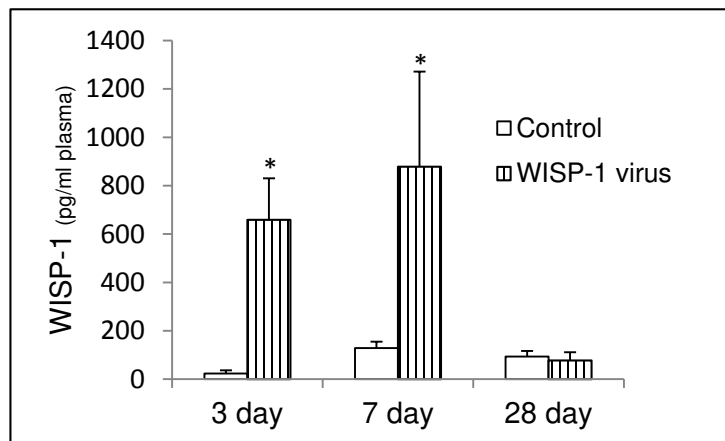 1400
1200
1000
800
600
400
200
0
WISP-1 (pg/ml plasma)
*
*
Control
WISP-1 virus
3 day
7 day
28 day